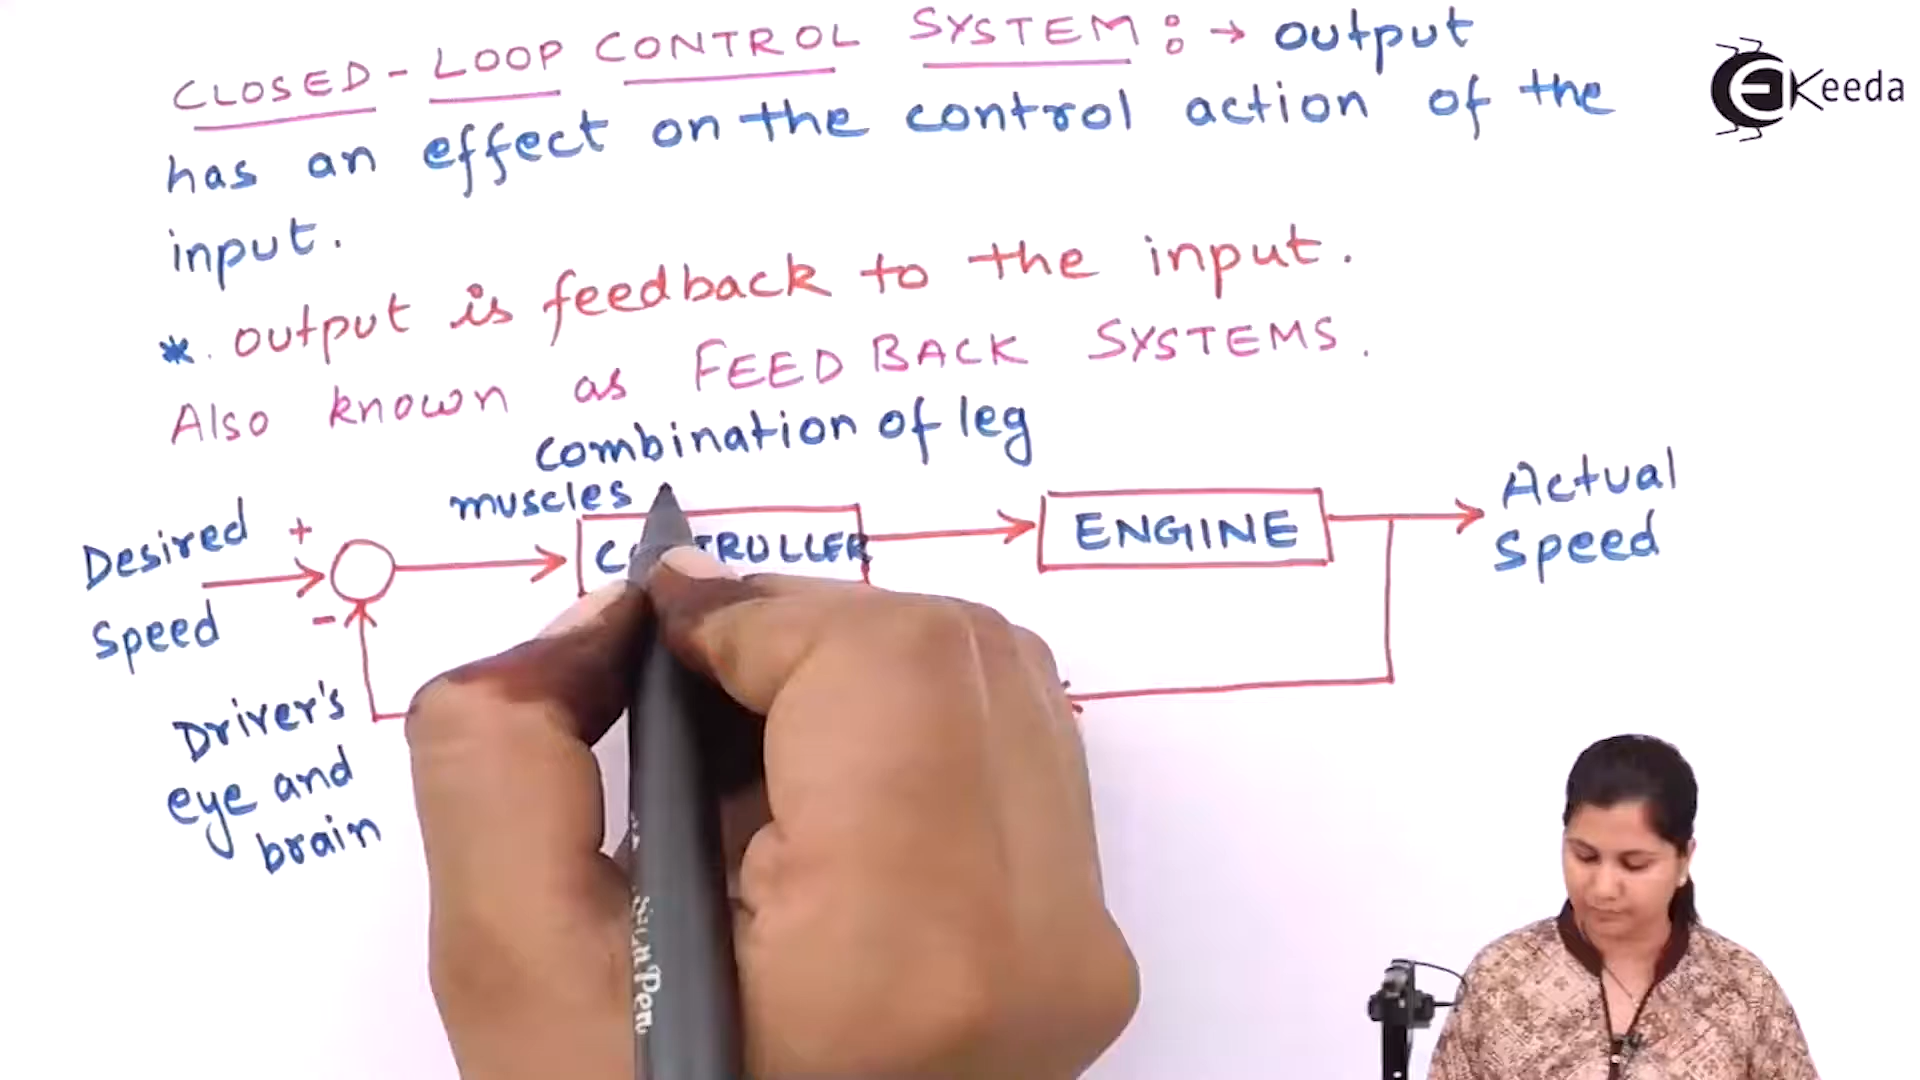 CLOSED-LOOP CONTROL SYSTEM : → output
has an effect on the control action of the
input.
*. output is feedback to the input.
Also known as FEEDBACK SYSTEMS.
combination of leg
muscles
Desired
Speed
+
-
CONTROLLER
ENGINE
Actual
Speed
Driver's
eye and
brain
EKeeda